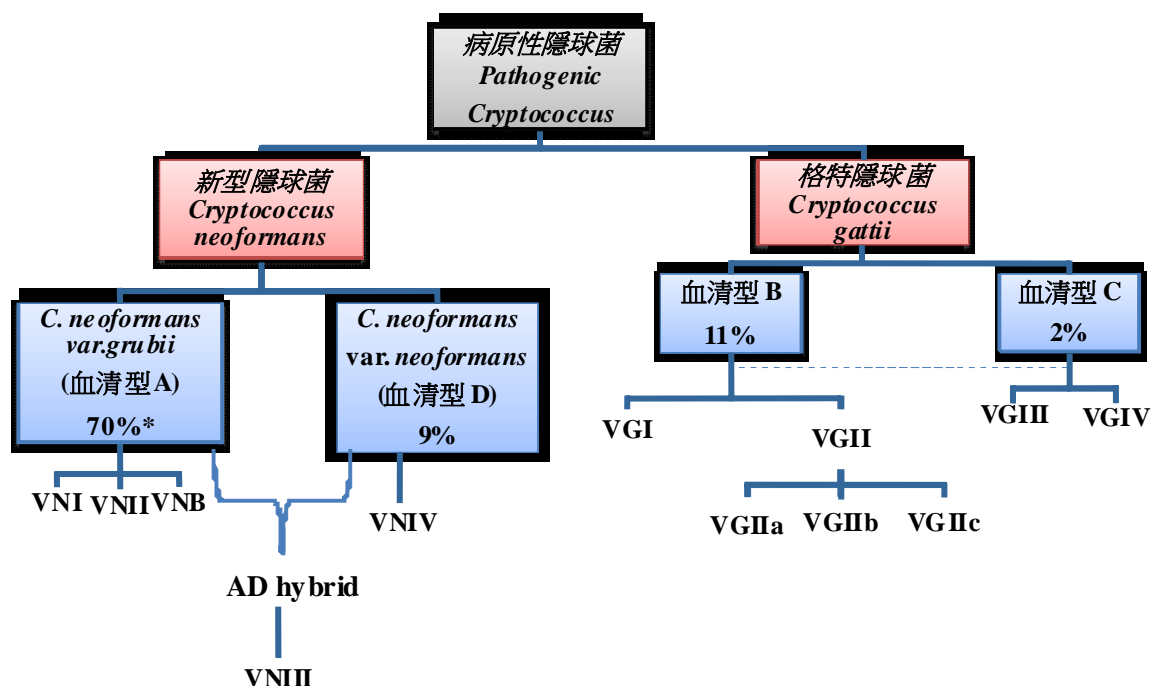 病原性隱球菌
Pathogenic
Cryptococcus
新型隱球菌
Cryptococcus
neoformans
格特隱球菌
Cryptococcus
gattii
C. neoformans
var.grubii
(血清型 A)
70%*
C. neoformans
var. neoformans
(血清型 D)
9%
血清型 B
11%
血清型 C
2%
VNI
VNII
VNB
VNIV
AD hybrid
VNIII
VGI
VGII
VGIIa
VGIIb
VGIIc
VGIII
VGIV